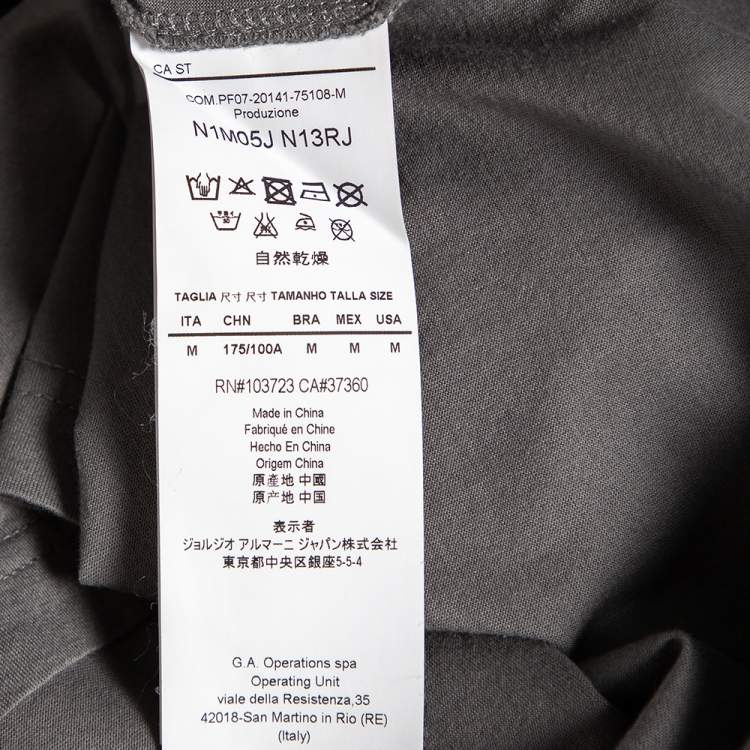 CA ST
COM.PF07-20141-75108-M
Produzione
N1M05J N13RJ
自然乾燥
TAGLIA 尺寸 尺寸 TAMANHO TALLA SIZE
ITA CHN BRA MEX USA
M 175/100A M M M
RN#103723 CA#37360
Made in China
Fabriqué en Chine
Hecho En China
Origem China
原産地 中國
原产地 中国
表示者
ジョルジオ アルマーニ ジャパン株式会社
東京都中央区銀座5-5-4
G.A. Operations spa
Operating Unit
viale della Resistenza,35
42018-San Martino in Rio (RE)
(Italy)